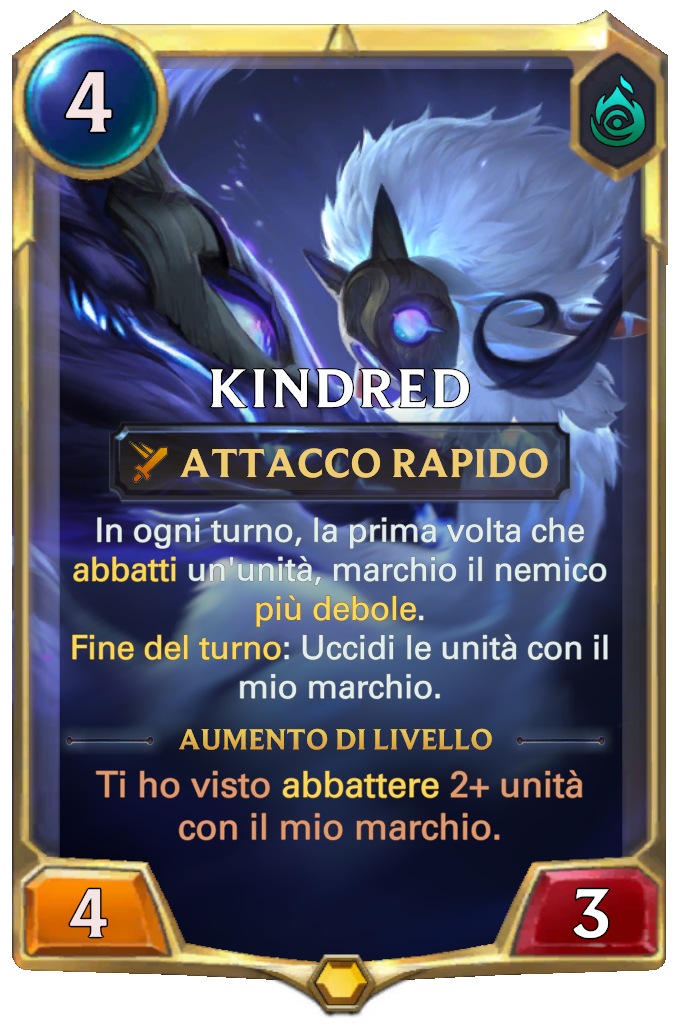 4
KINDRED
ATTACCO RAPIDO
In ogni turno, la prima volta che
abbatti un'unità, marchio il nemico
più debole.
Fine del turno: Uccidi le unità con il
mio marchio.
AUMENTO DI LIVELLO
Ti ho visto abbattere 2+ unità
con il mio marchio.
4
3